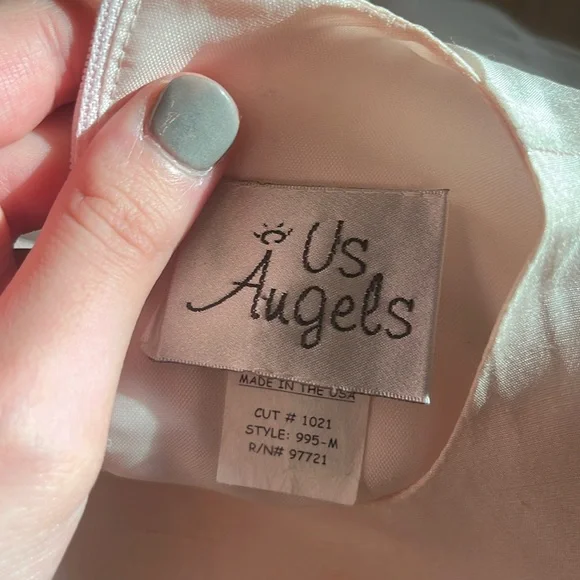 Us
Angels
MADE IN THE USA
CUT # 1021
STYLE: 995-M
R/N# 97721